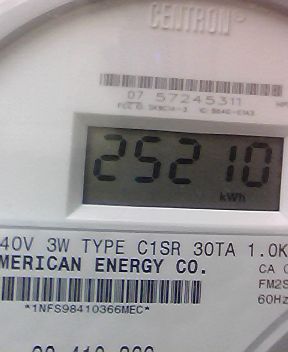 CENTRON®
07 57245311
25210
kWh
40V 3W TYPE C1SR 30TA 1.0K
MERICAN ENERGY CO.
CA
FM2S
60Hz
*1NFS98410366MEC*